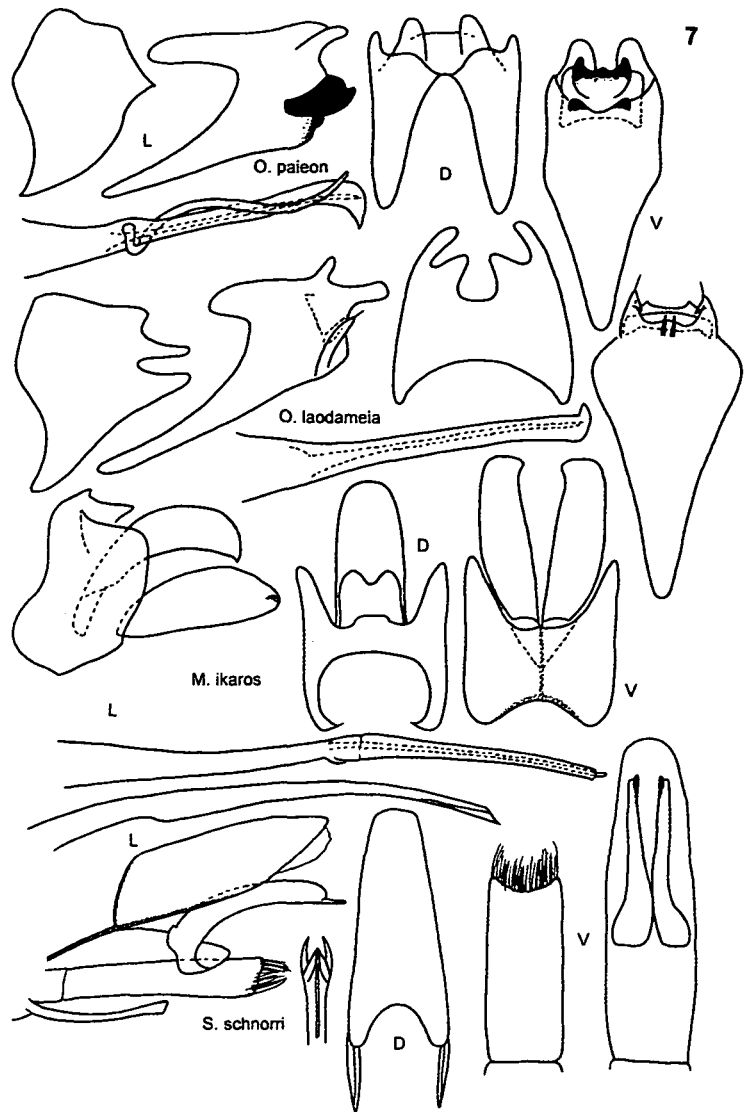 7
L
O. paieon
D
V
O. laodameia
D
M. ikaros
V
L
L
V
S. schnorri
D